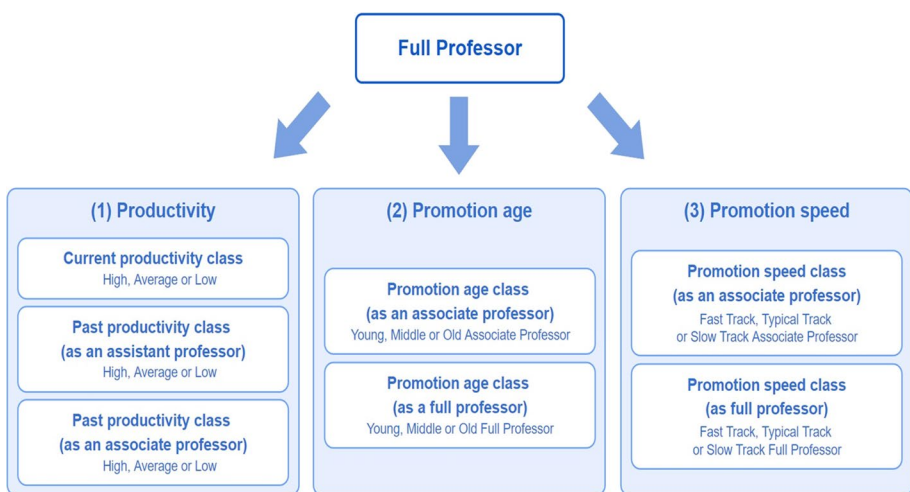 Full Professor
(1) Productivity
Current productivity class
High, Average or Low
Past productivity class
(as an assistant professor)
High, Average or Low
Past productivity class
(as an associate professor)
High, Average or Low
(2) Promotion age
Promotion age class
(as an associate professor)
Young, Middle or Old Associate Professor
Promotion age class
(as a full professor)
Young, Middle or Old Full Professor
(3) Promotion speed
Promotion speed class
(as an associate professor)
Fast Track, Typical Track
or Slow Track Associate Professor
Promotion speed class
(as full professor)
Fast Track, Typical Track
or Slow Track Full Professor